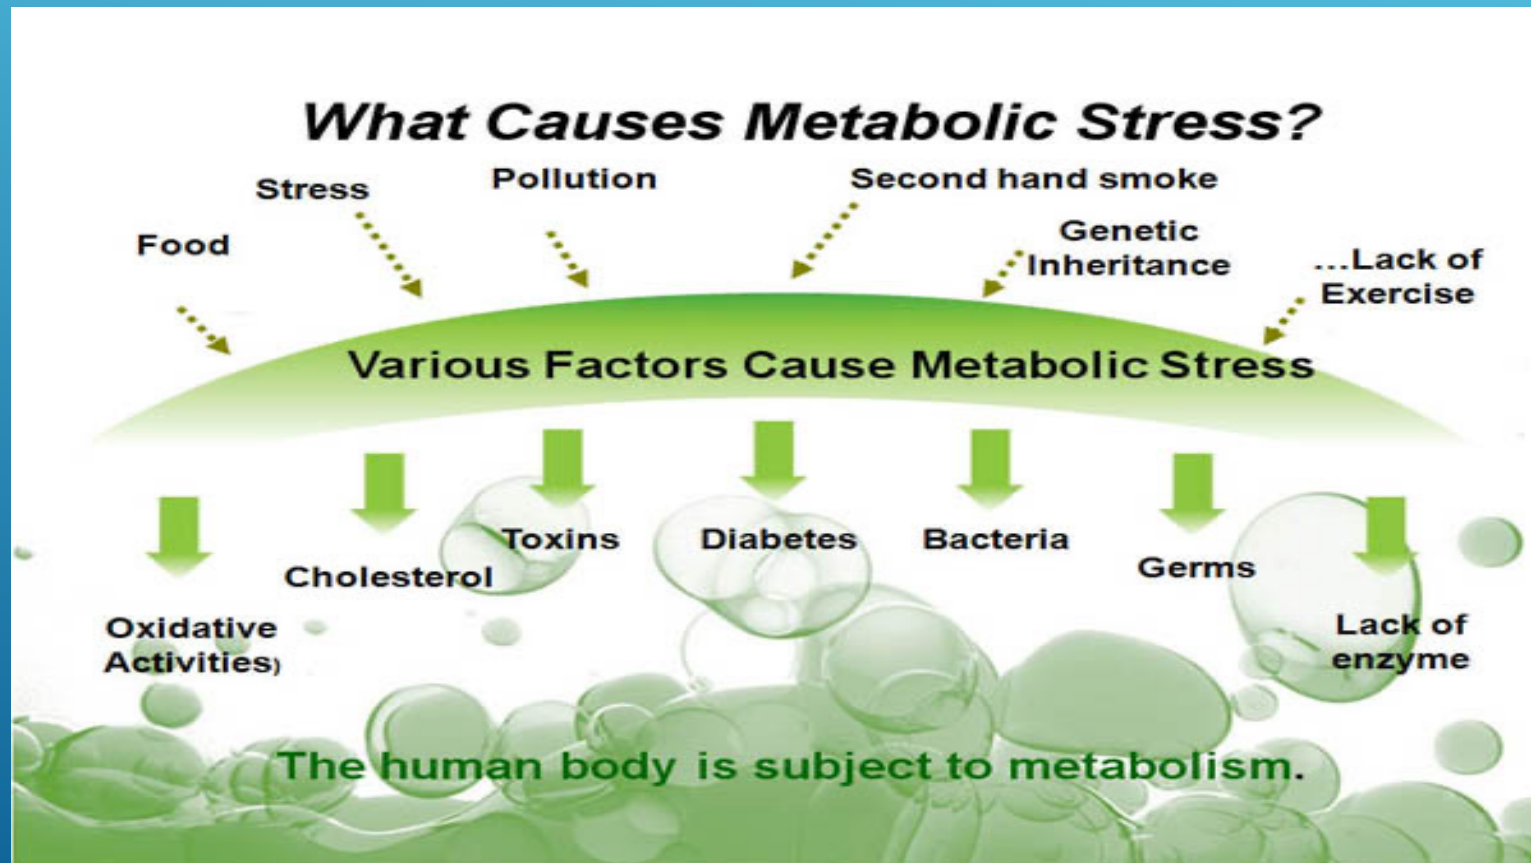 What Causes Metabolic Stress?
Food
Stress
Pollution
Second hand smoke
Genetic
Inheritance
...Lack of
Exercise
Various Factors Cause Metabolic Stress
Oxidative
Activities)
Cholesterol
Toxins
Diabetes
Bacteria
Germs
Lack of
enzyme
The human body is subject to metabolism.